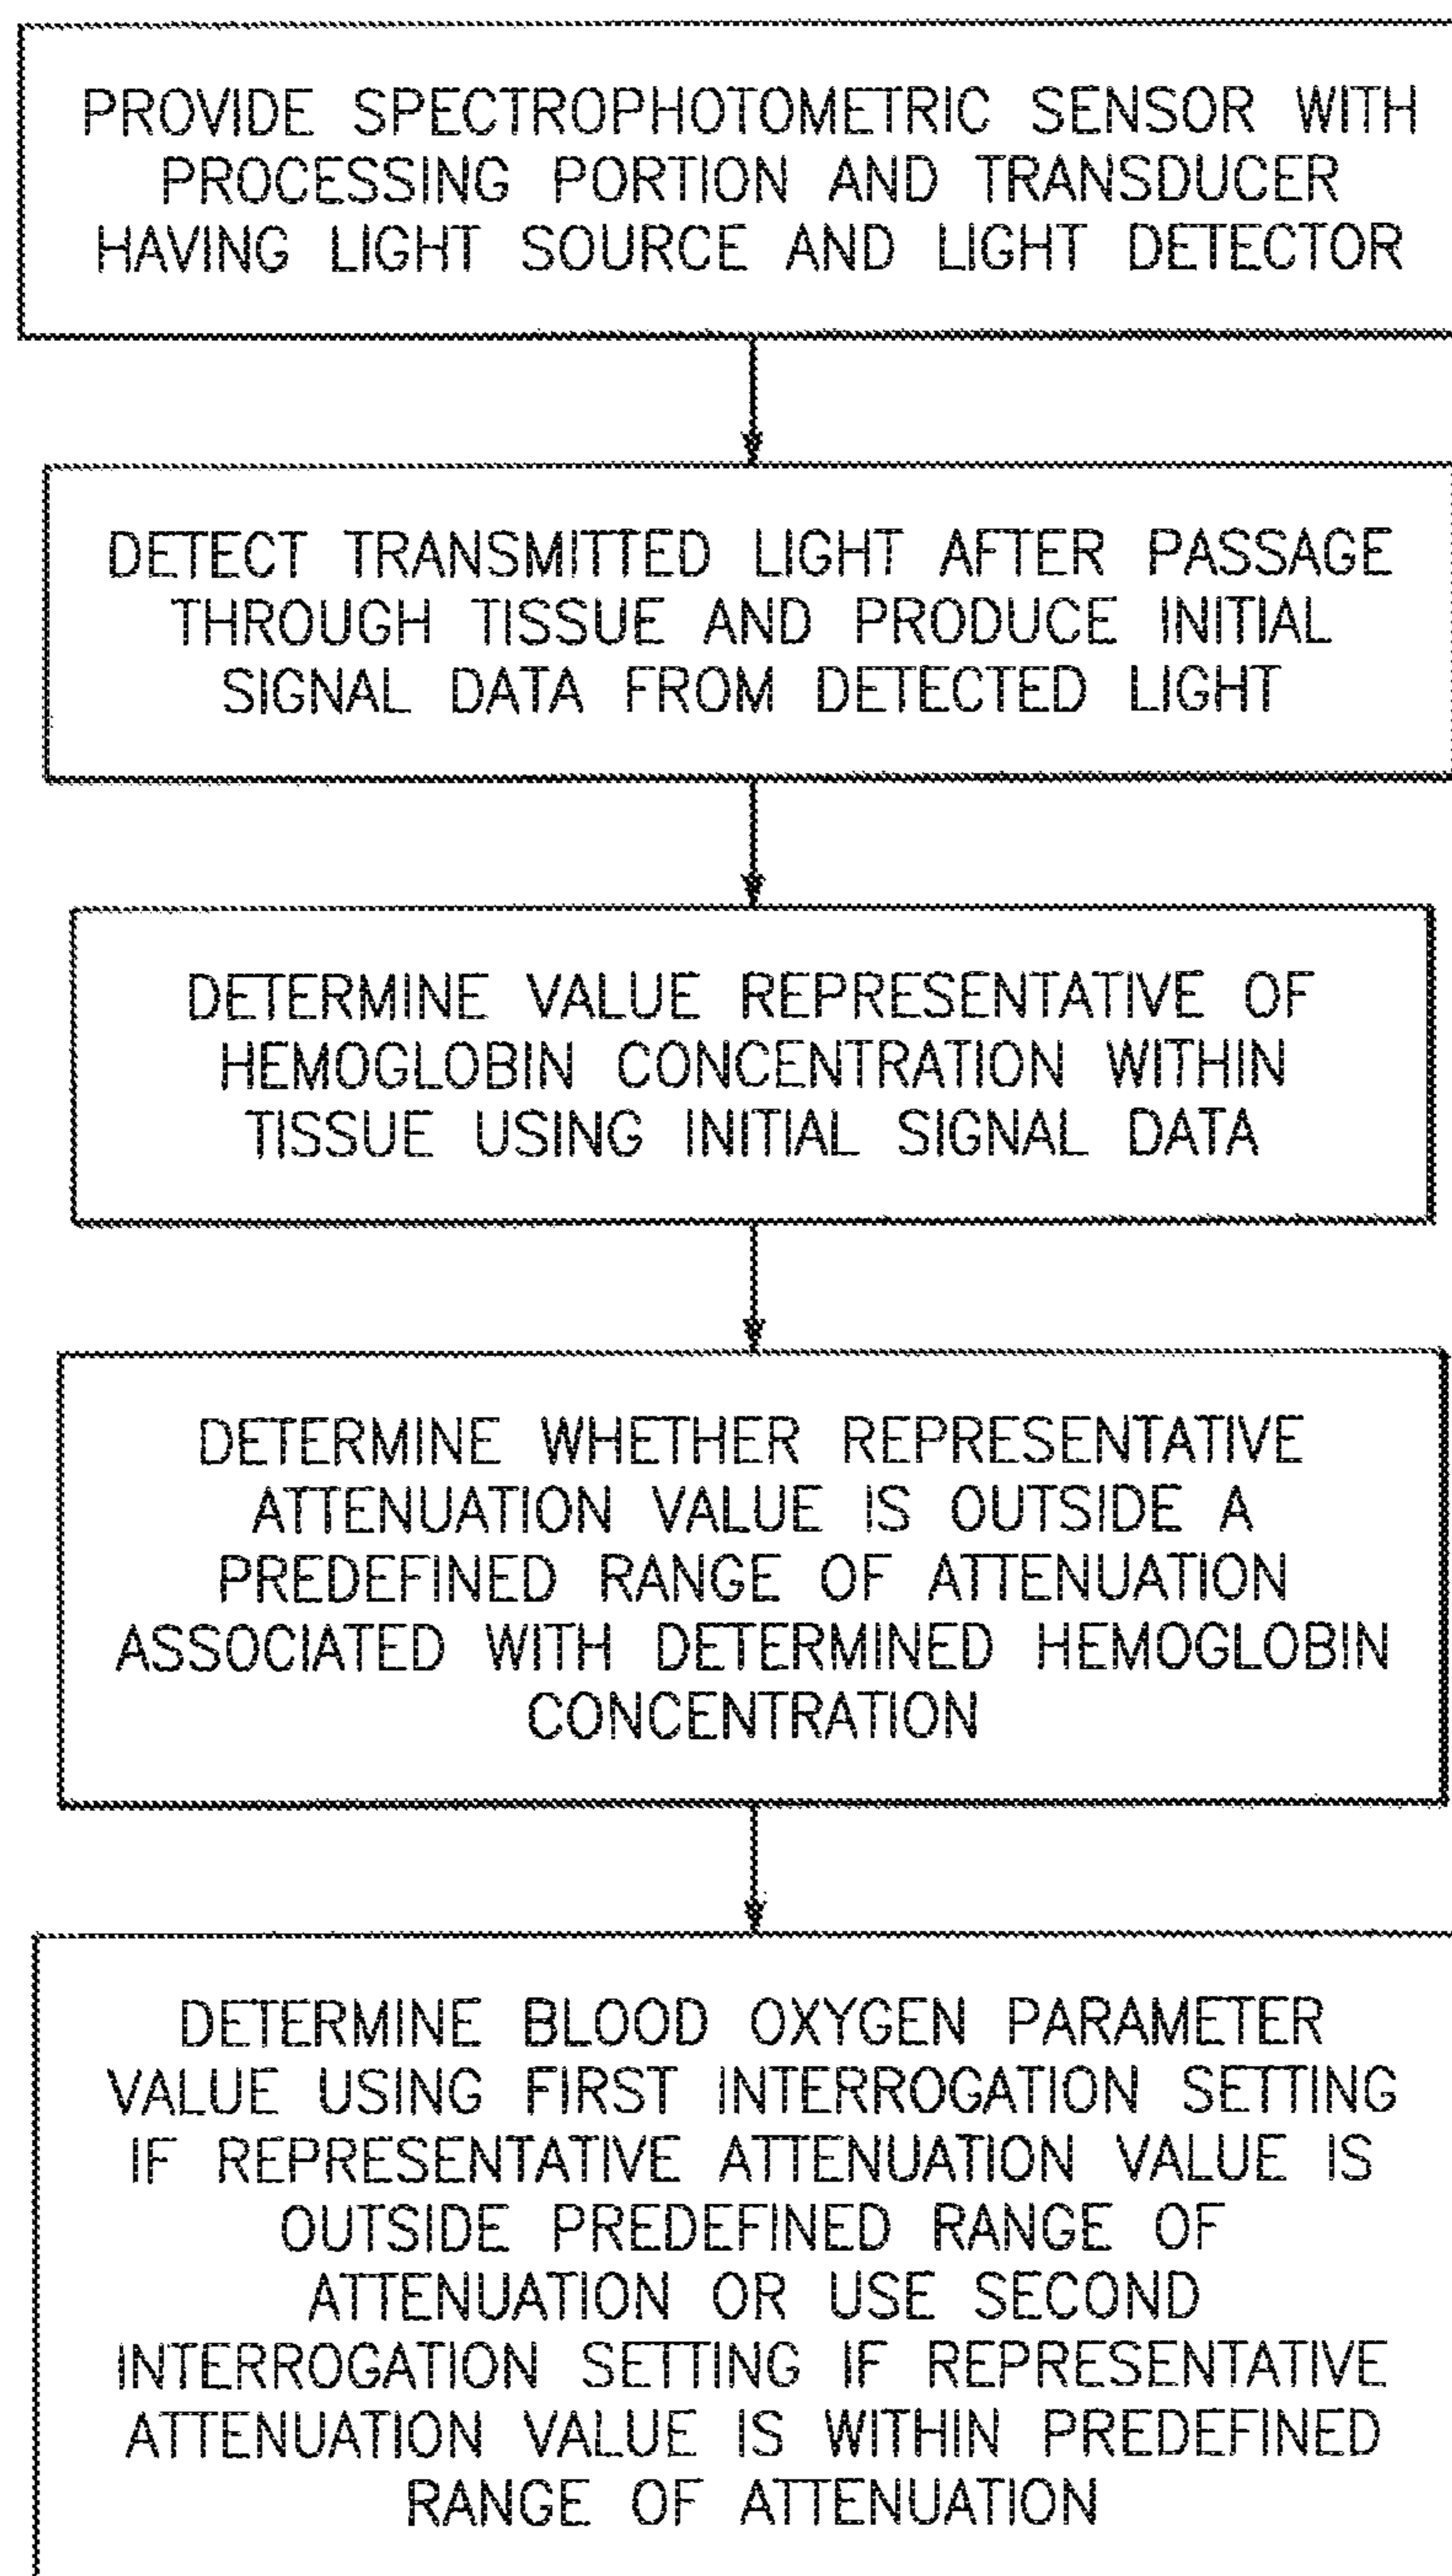 PROVIDE SPECTROPHOTOMETRIC SENSOR WITH
PROCESSING PORTION AND TRANSDUCER
HAVING LIGHT SOURCE AND LIGHT DETECTOR
DETECT TRANSMITTED LIGHT AFTER PASSAGE
THROUGH TISSUE AND PRODUCE INITIAL
SIGNAL DATA FROM DETECTED LIGHT
DETERMINE VALUE REPRESENTATIVE OF
HEMOGLOBIN CONCENTRATION WITHIN
TISSUE USING INITIAL SIGNAL DATA
DETERMINE WHETHER REPRESENTATIVE
ATTENUATION VALUE IS OUTSIDE A
PREDEFINED RANGE OF ATTENUATION
ASSOCIATED WITH DETERMINED HEMOGLOBIN
CONCENTRATION
DETERMINE BLOOD OXYGEN PARAMETER
VALUE USING FIRST INTERROGATION SETTING
IF REPRESENTATIVE ATTENUATION VALUE IS
OUTSIDE PREDEFINED RANGE OF
ATTENUATION OR USE SECOND
INTERROGATION SETTING IF REPRESENTATIVE
ATTENUATION VALUE IS WITHIN PREDEFINED
RANGE OF ATTENUATION